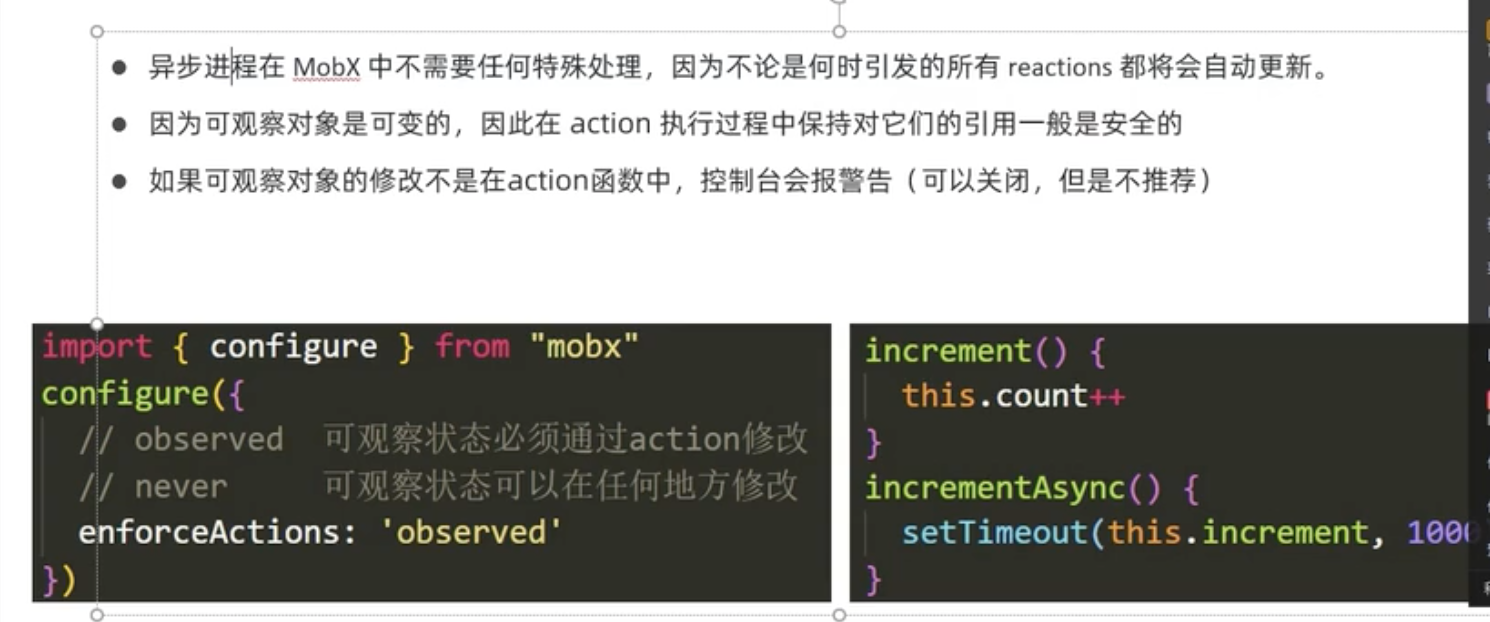 异步进程在 MobX 中不需要任何特殊处理，因为不论是何时引发的所有 reactions 都将会自动更新。
因为可观察对象是可变的，因此在 action 执行过程中保持对它们的引用一般是安全的
如果可观察对象的修改不是在action函数中，控制台会报警告（可以关闭，但是不推荐）
import { configure } from "mobx"
configure({
// observed 可观察状态必须通过action修改
// never 可观察状态可以在任何地方修改
enforceActions: 'observed'
})
increment() {
this.count++
}
incrementAsync() {
setTimeout(this.increment, 1000
}